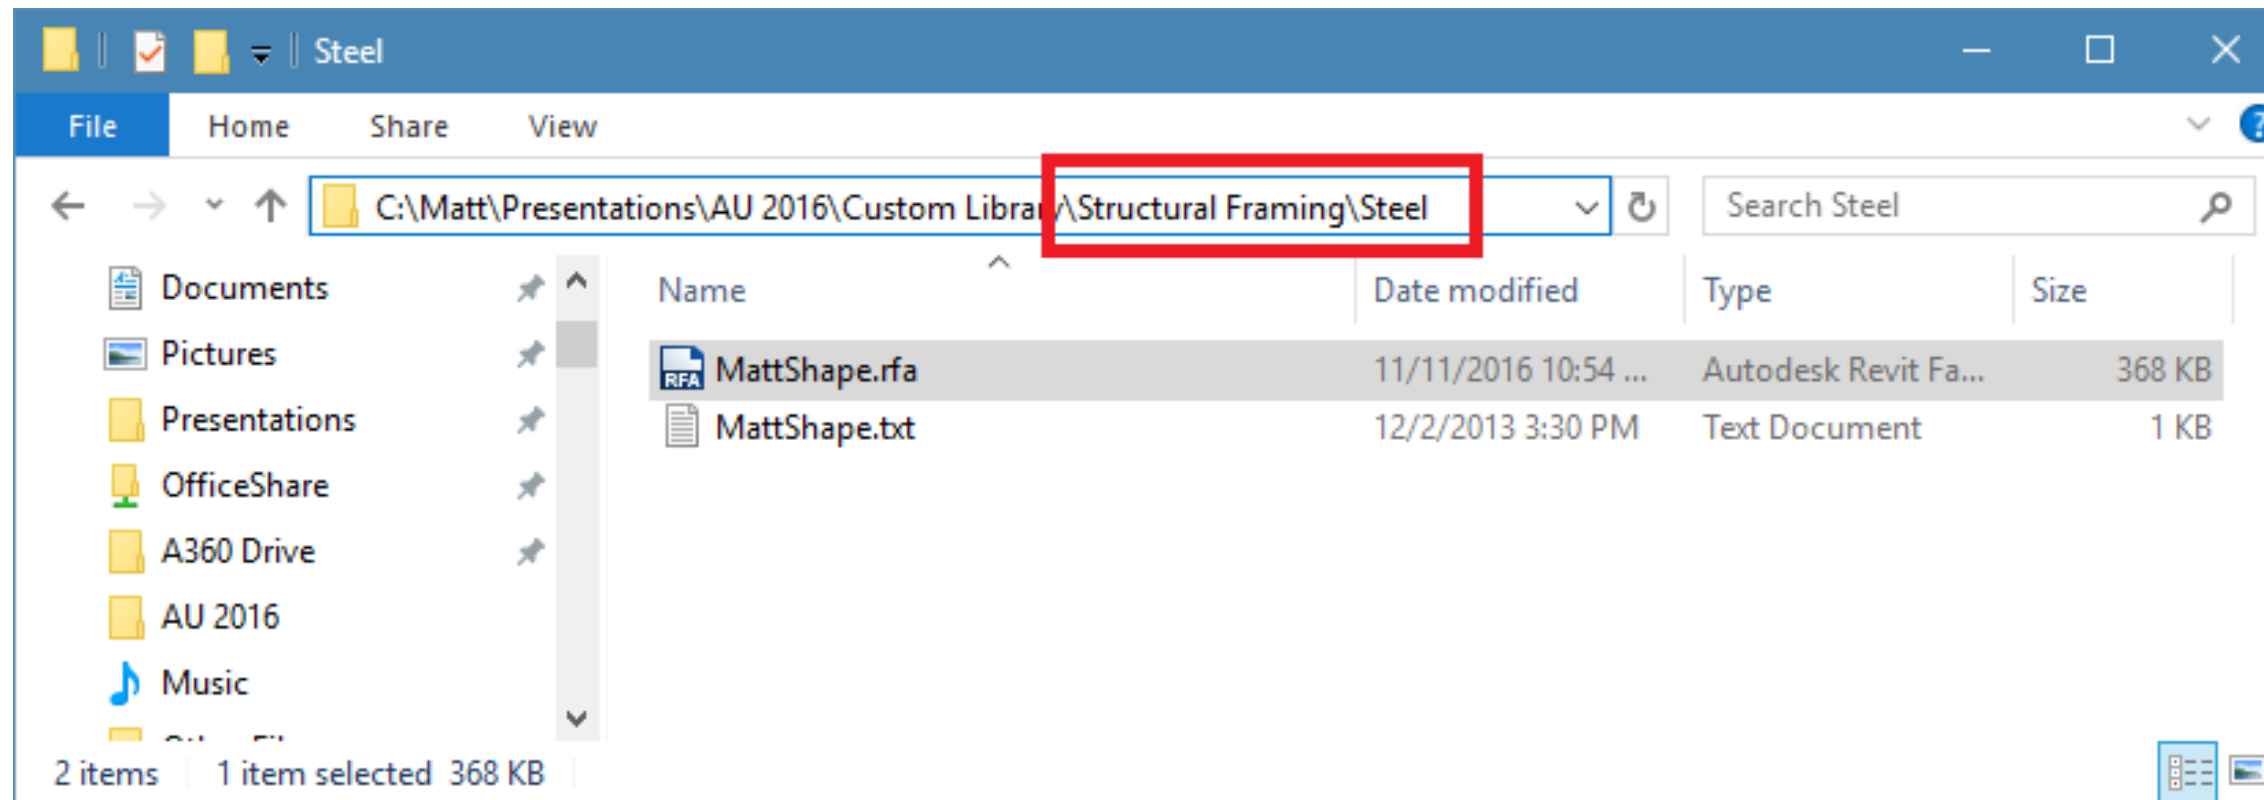 Steel
File Home Share View
C:\Matt\Presentations\AU 2016\Custom Library\Structural Framing\Steel
Search Steel
Documents
Pictures
Presentations
OfficeShare
A360 Drive
AU 2016
Music
Name Date modified Type Size
RFA MattShape.rfa 11/11/2016 10:54 ... Autodesk Revit Fa... 368 KB
MattShape.txt 12/2/2013 3:30 PM Text Document 1 KB
2 items 1 item selected 368 KB